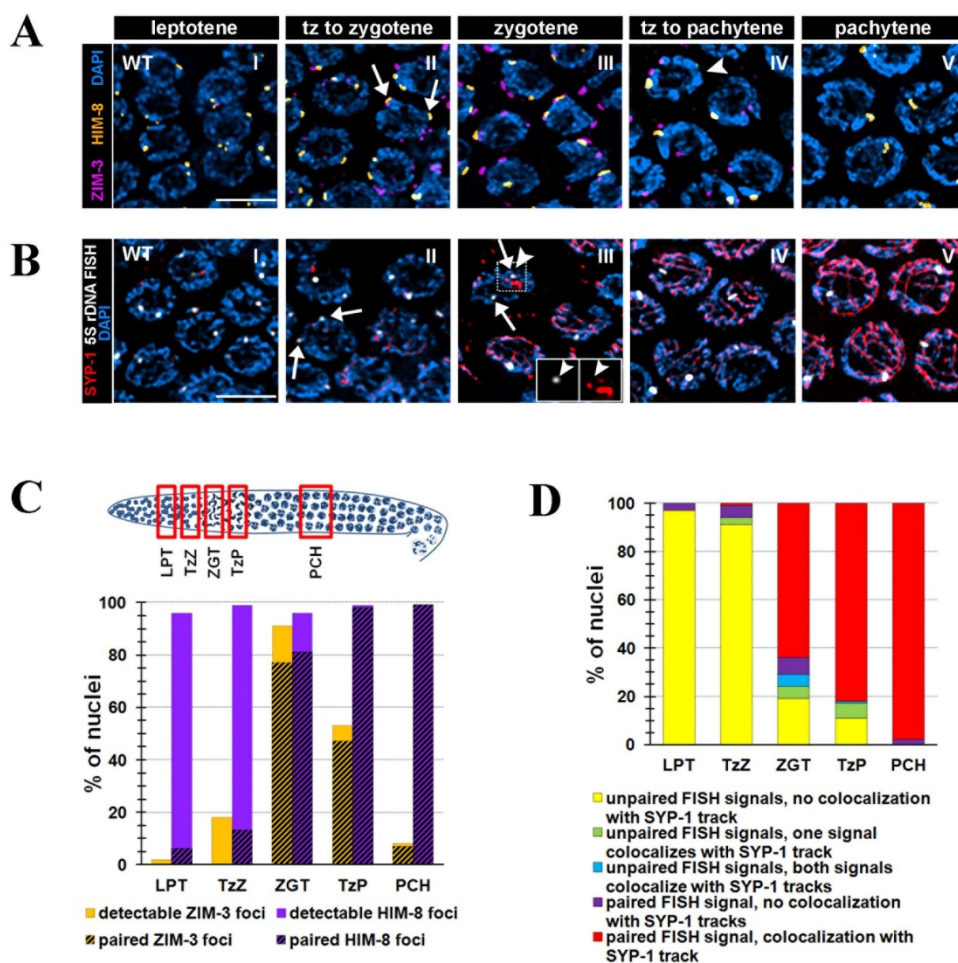 A
leptotene
tz to zygotene
zygotene
tz to pachytene
pachytene
ZIM-3 HIM-8 DAPI
WT
I
II
III
IV
V
B
SYP-1 5S rDNA FISH
DAPI
WT
I
II
III
IV
V
C
LPT
TzZ
ZGT
TzP
PCH
% of nuclei
100
80
60
40
20
0
LPT TzZ ZGT TzP PCH
detectable ZIM-3 foci
detectable HIM-8 foci
paired ZIM-3 foci
paired HIM-8 foci
D
% of nuclei
100
80
60
40
20
0
LPT TzZ ZGT TzP PCH
unpaired FISH signals, no colocalization
with SYP-1 track
unpaired FISH signals, one signal
colocalizes with SYP-1 track
unpaired FISH signals, both signals
colocalize with SYP-1 tracks
paired FISH signal, no colocalization
with SYP-1 tracks
paired FISH signal, colocalization with
SYP-1 track